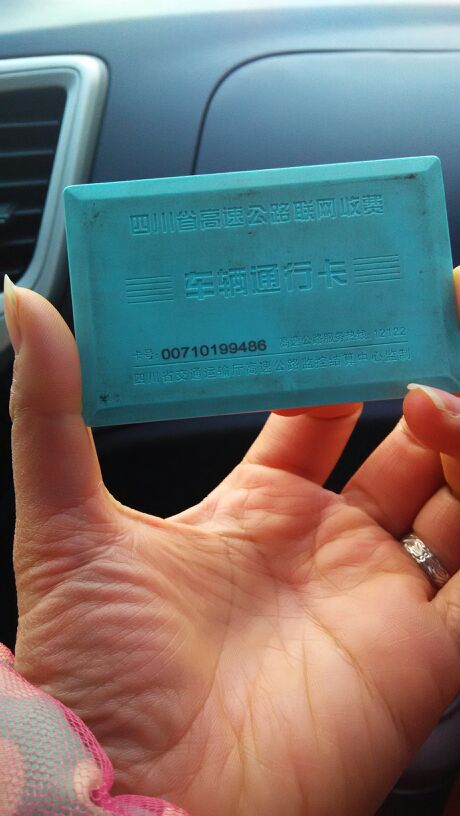 四川省高速公路联网收费
车辆通行卡
卡号 00710199486 高速公路服务热线 12122
四川省交通运输厅高速公路监控结算中心监制